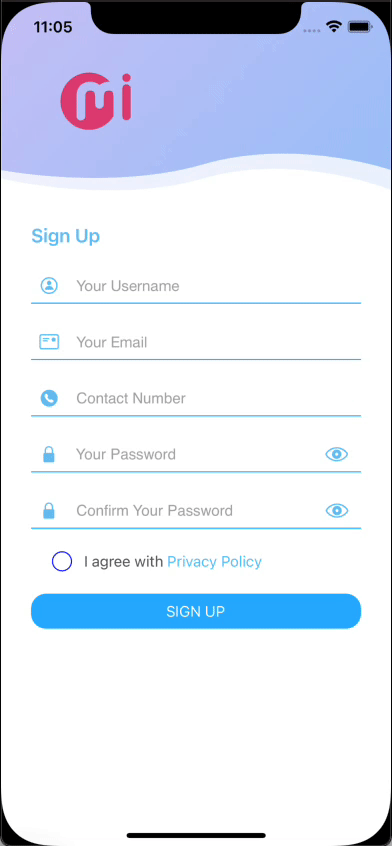 11:05
mi
Sign Up
Your Username
Your Email
Contact Number
Your Password
Confirm Your Password
I agree with Privacy Policy
SIGN UP